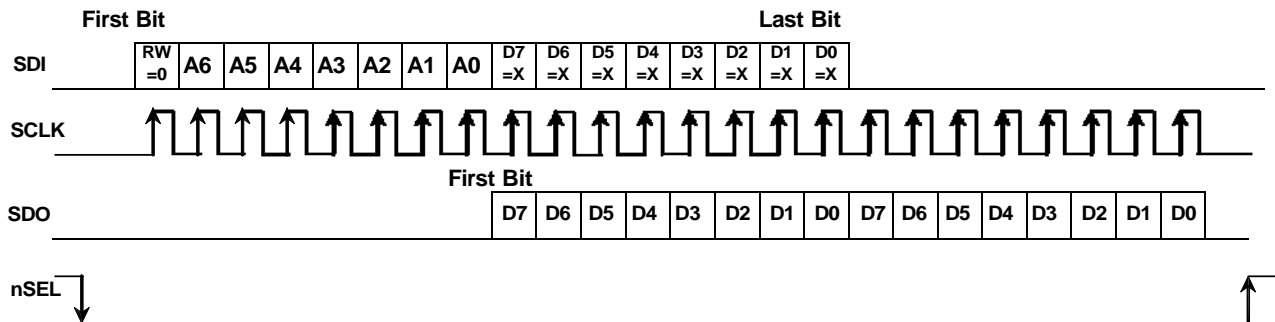 First Bit Last Bit
SDI RW =0 A6 A5 A4 A3 A2 A1 A0 D7 =X D6 =X D5 =X D4 =X D3 =X D2 =X D1 =X D0 =X
SCLK
First Bit
SDO D7 D6 D5 D4 D3 D2 D1 D0 D7 D6 D5 D4 D3 D2 D1 D0
nSEL